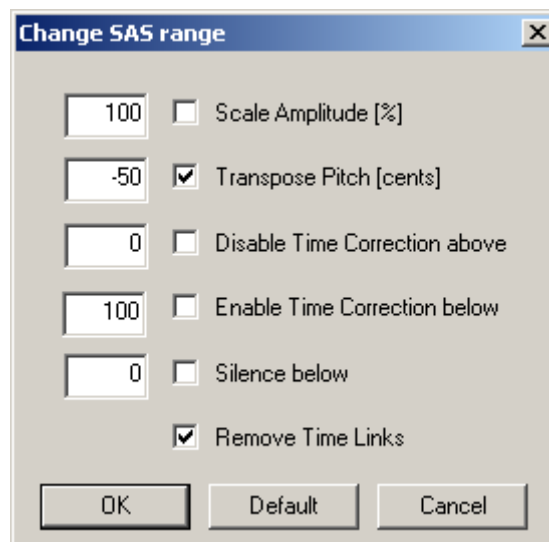 Change SAS range
100 Scale Amplitude [%]
-50 Transpose Pitch [cents]
0 Disable Time Correction above
100 Enable Time Correction below
0 Silence below
Remove Time Links
OK Default Cancel